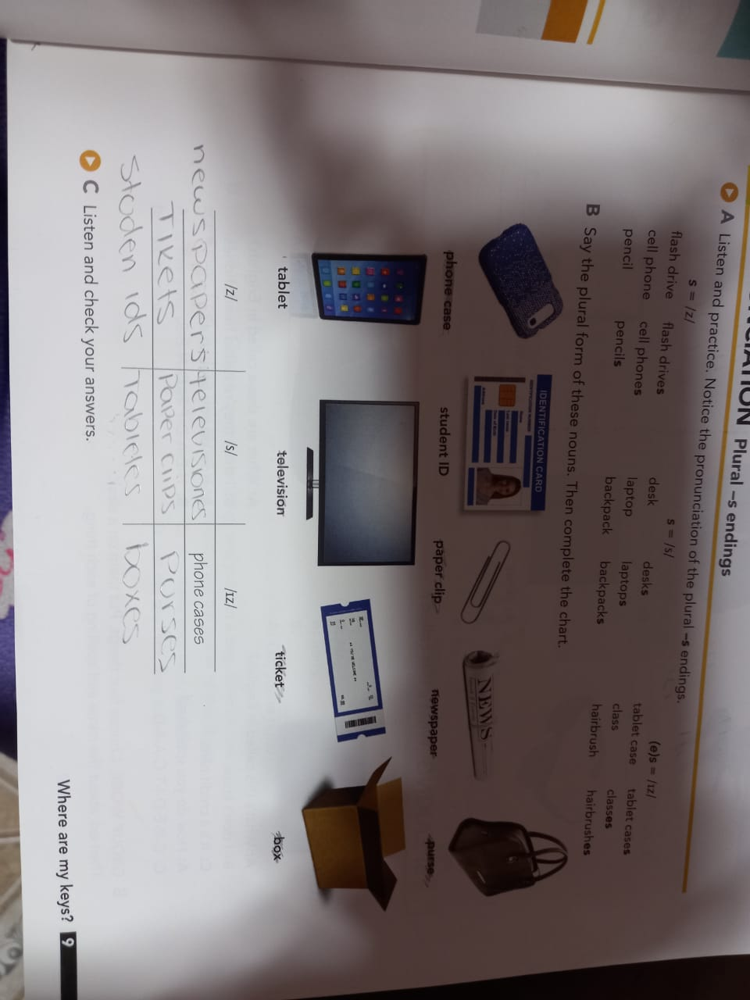 NCIATION Plural –s endings
A Listen and practice. Notice the pronunciation of the plural –s endings.
s = /z/ s = /s/ (e)s = /ɪz/
flash drive flash drives desk desks tablet case tablet cases
cell phone cell phones laptop laptops class classes
pencil pencils backpack backpacks hairbrush hairbrushes
B Say the plural form of these nouns. Then complete the chart.
IDENTIFICATION CARD
NEWS
phone case student ID paper clip newspaper purse
tablet television ticket box
/z/ /s/ /ɪz/
newspapers televisiones phone cases
Tikets Paper clips Purses
Studen ids Tabletes boxes
C Listen and check your answers.
Where are my keys? 9